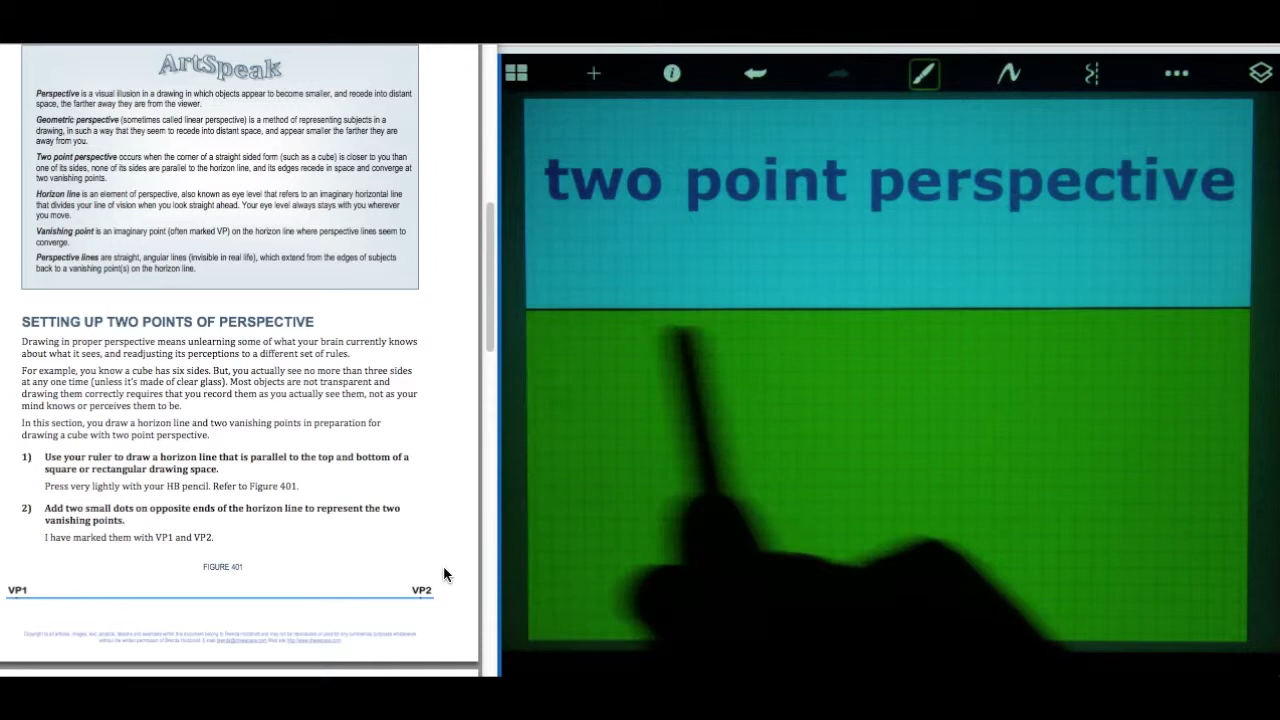 ArtSpeak
Perspective is a visual illusion in a drawing in which objects appear to become smaller, and recede into distant
space, the farther away they are from the viewer.
Geometric perspective (sometimes called linear perspective) is a method of representing subjects in a
drawing, in such a way that they seem to recede into distant space, and appear smaller the farther they are
away from you.
Two point perspective occurs when the corner of a straight sided form (such as a cube) is closer to you than
one of its sides, none of its sides are parallel to the horizon line, and its edges recede in space and converge at
two vanishing points.
Horizon line is an element of perspective, also known as eye level that refers to an imaginary horizontal line
that divides your line of vision when you look straight ahead. Your eye level always stays with you wherever
you move.
Vanishing point is an imaginary point (often marked VP) on the horizon line where perspective lines seem to
converge.
Perspective lines are straight, angular lines (invisible in real life), which extend from the edges of subjects
back to a vanishing point(s) on the horizon line.
SETTING UP TWO POINTS OF PERSPECTIVE
Drawing in proper perspective means unlearning some of what your brain currently knows
about what it sees, and readjusting its perceptions to a different set of rules.
For example, you know a cube has six sides. But, you actually see no more than three sides
at any one time (unless it's made of clear glass). Most objects are not transparent and
drawing them correctly requires that you record them as you actually see them, not as your
mind knows or perceives them to be.
In this section, you draw a horizon line and two vanishing points in preparation for
drawing a cube with two point perspective.
1) Use your ruler to draw a horizon line that is parallel to the top and bottom of a
square or rectangular drawing space.
Press very lightly with your HB pencil. Refer to Figure 401.
2) Add two small dots on opposite ends of the horizon line to represent the two
vanishing points.
I have marked them with VP1 and VP2.
FIGURE 401
VP1 VP2
two point perspective